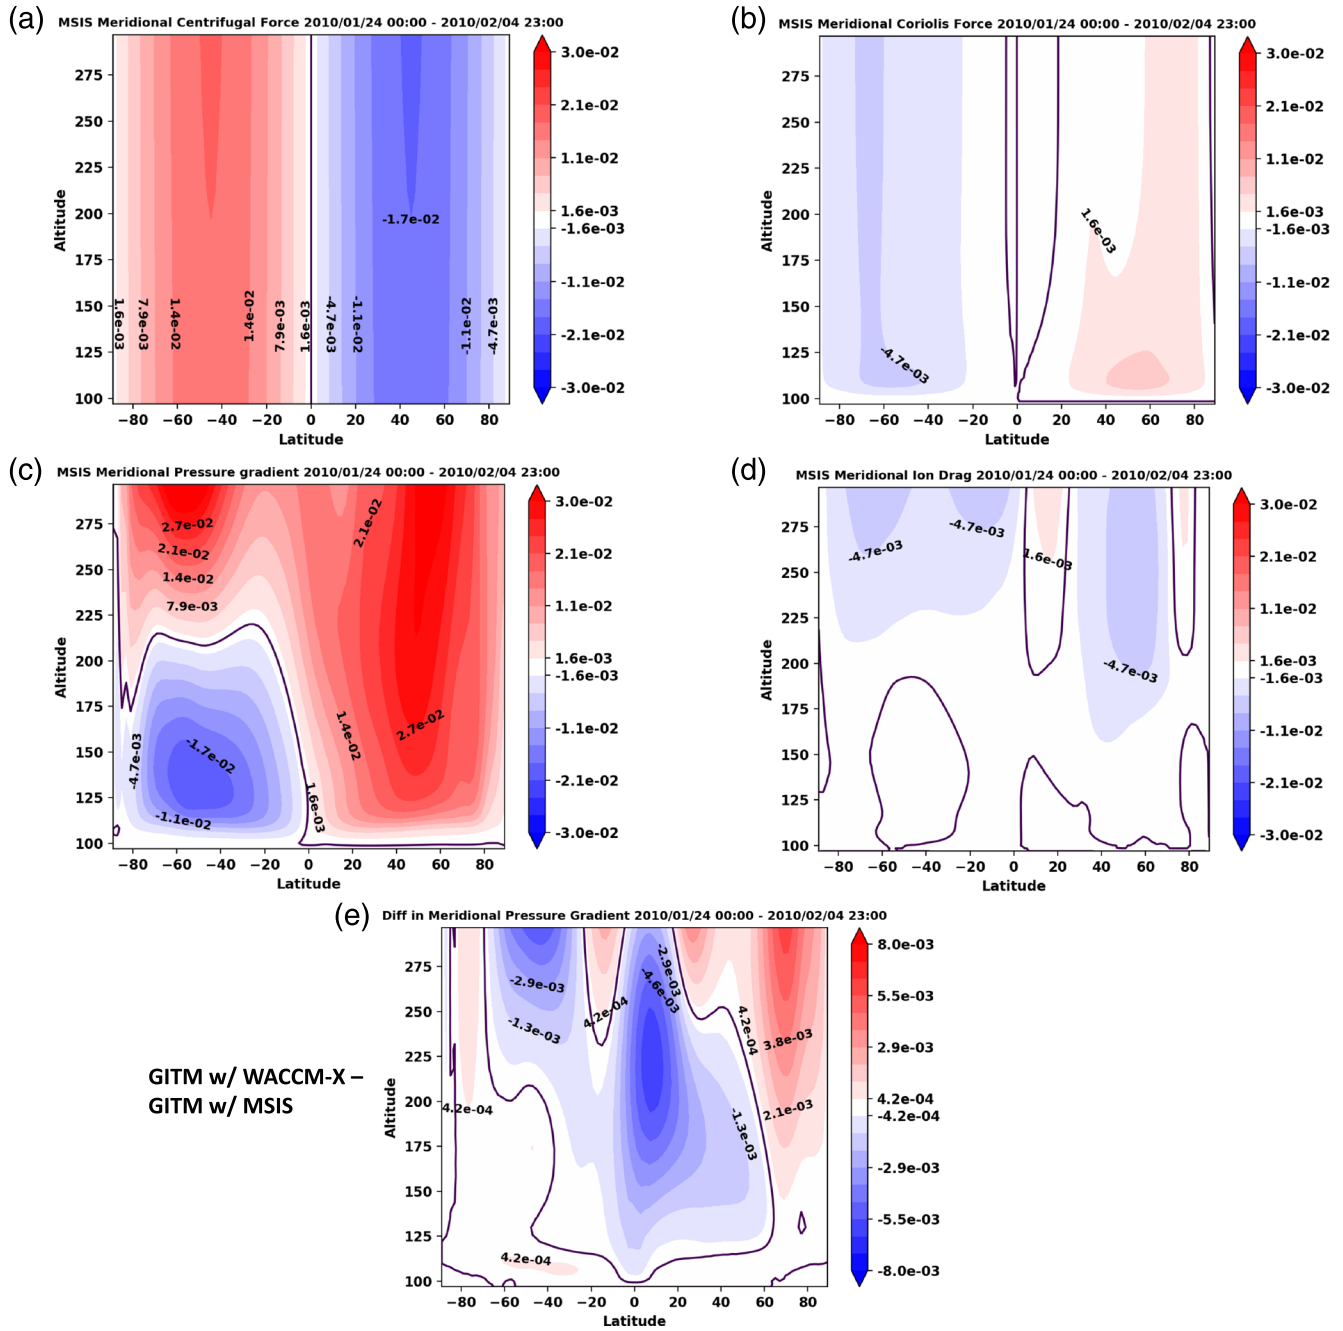 (a)
MSIS Meridional Centrifugal Force 2010/01/24 00:00 - 2010/02/04 23:00
Altitude
275
250
225
200
175
150
125
100
-1.7e-02
1.6e-03
7.9e-03
1.4e-02
1.4e-02
7.9e-03
1.6e-03
-4.7e-03
-1.1e-02
-1.1e-02
-4.7e-03
−80 −60 −40 −20 0 20 40 60 80
Latitude
3.0e-02
2.1e-02
1.1e-02
1.6e-03
-1.6e-03
-1.1e-02
-2.1e-02
-3.0e-02
(b)
MSIS Meridional Coriolis Force 2010/01/24 00:00 - 2010/02/04 23:00
Altitude
275
250
225
200
175
150
125
100
1.6e-03
-4.7e-03
−80 −60 −40 −20 0 20 40 60 80
Latitude
3.0e-02
2.1e-02
1.1e-02
1.6e-03
-1.6e-03
-1.1e-02
-2.1e-02
-3.0e-02
(c)
MSIS Meridional Pressure gradient 2010/01/24 00:00 - 2010/02/04 23:00
Altitude
275
250
225
200
175
150
125
100
2.7e-02
2.1e-02
1.4e-02
7.9e-03
2.1e-02
-4.7e-03
-1.7e-02
-1.1e-02
1.6e-03
1.4e-02
2.7e-02
−80 −60 −40 −20 0 20 40 60 80
Latitude
3.0e-02
2.1e-02
1.1e-02
1.6e-03
-1.6e-03
-1.1e-02
-2.1e-02
-3.0e-02
(d)
MSIS Meridional Ion Drag 2010/01/24 00:00 - 2010/02/04 23:00
Altitude
275
250
225
200
175
150
125
100
-4.7e-03
-4.7e-03
1.6e-03
-4.7e-03
−80 −60 −40 −20 0 20 40 60 80
Latitude
3.0e-02
2.1e-02
1.1e-02
1.6e-03
-1.6e-03
-1.1e-02
-2.1e-02
-3.0e-02
(e)
Diff in Meridional Pressure Gradient 2010/01/24 00:00 - 2010/02/04 23:00
GITM w/ WACCM-X –
GITM w/ MSIS
Altitude
275
250
225
200
175
150
125
100
-2.9e-03
-1.3e-03
4.2e-04
-2.9e-03
-4.6e-03
4.2e-04
3.8e-03
2.1e-03
4.2e-04
-1.3e-03
4.2e-04
−80 −60 −40 −20 0 20 40 60 80
Latitude
8.0e-03
5.5e-03
2.9e-03
4.2e-04
-4.2e-04
-2.9e-03
-5.5e-03
-8.0e-03